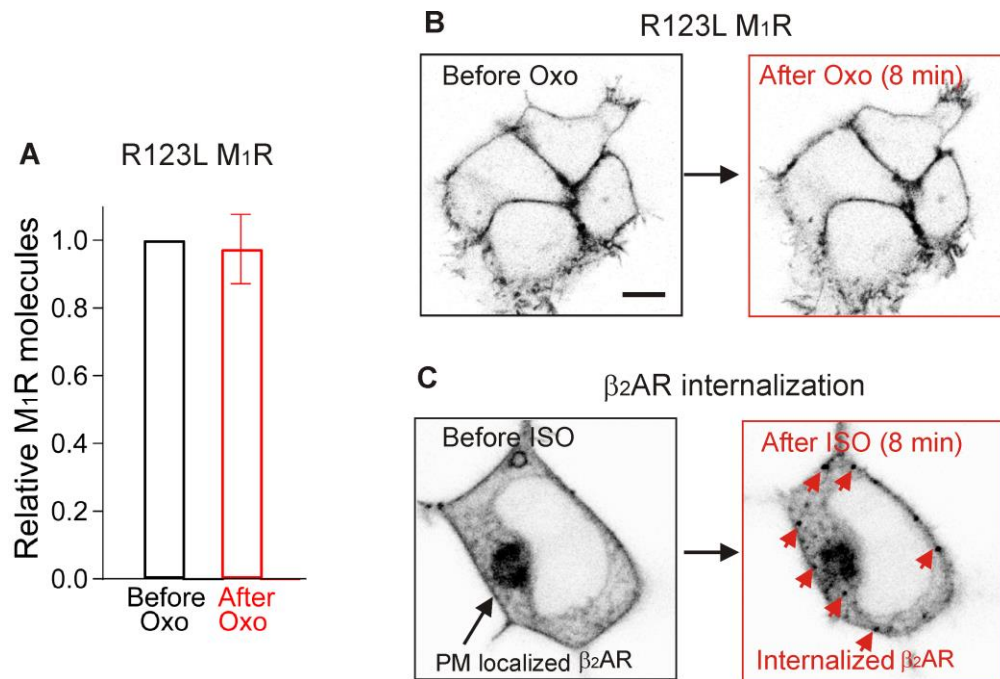 A
R123L M₁R
Relative M₁R molecules
1.0
0.8
0.6
0.4
0.2
0.0
Before
Oxo
After
Oxo
B
R123L M₁R
Before Oxo
After Oxo (8 min)
C
β₂AR internalization
Before ISO
After ISO (8 min)
PM localized β₂AR
Internalized β₂AR